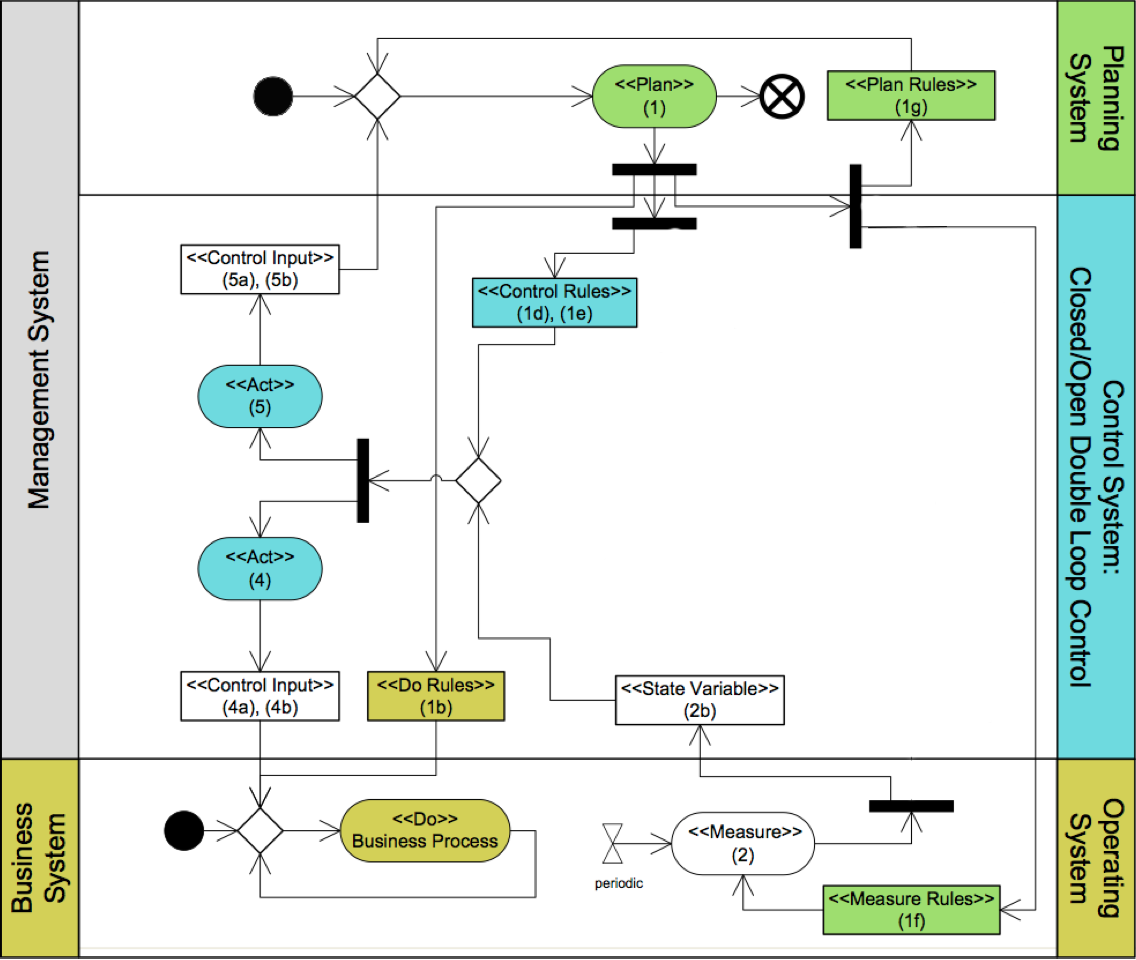 Management System
Business
System
Planning
System
Control System:
Closed/Open Double Loop Control
Operating
System
<<Plan>>
(1)
<<Plan Rules>>
(1g)
<<Control Input>>
(5a), (5b)
<<Control Rules>>
(1d), (1e)
<<Act>>
(5)
<<Act>>
(4)
<<Control Input>>
(4a), (4b)
<<Do Rules>>
(1b)
<<State Variable>>
(2b)
<<Do>>
Business Process
<<Measure>>
(2)
periodic
<<Measure Rules>>
(1f)